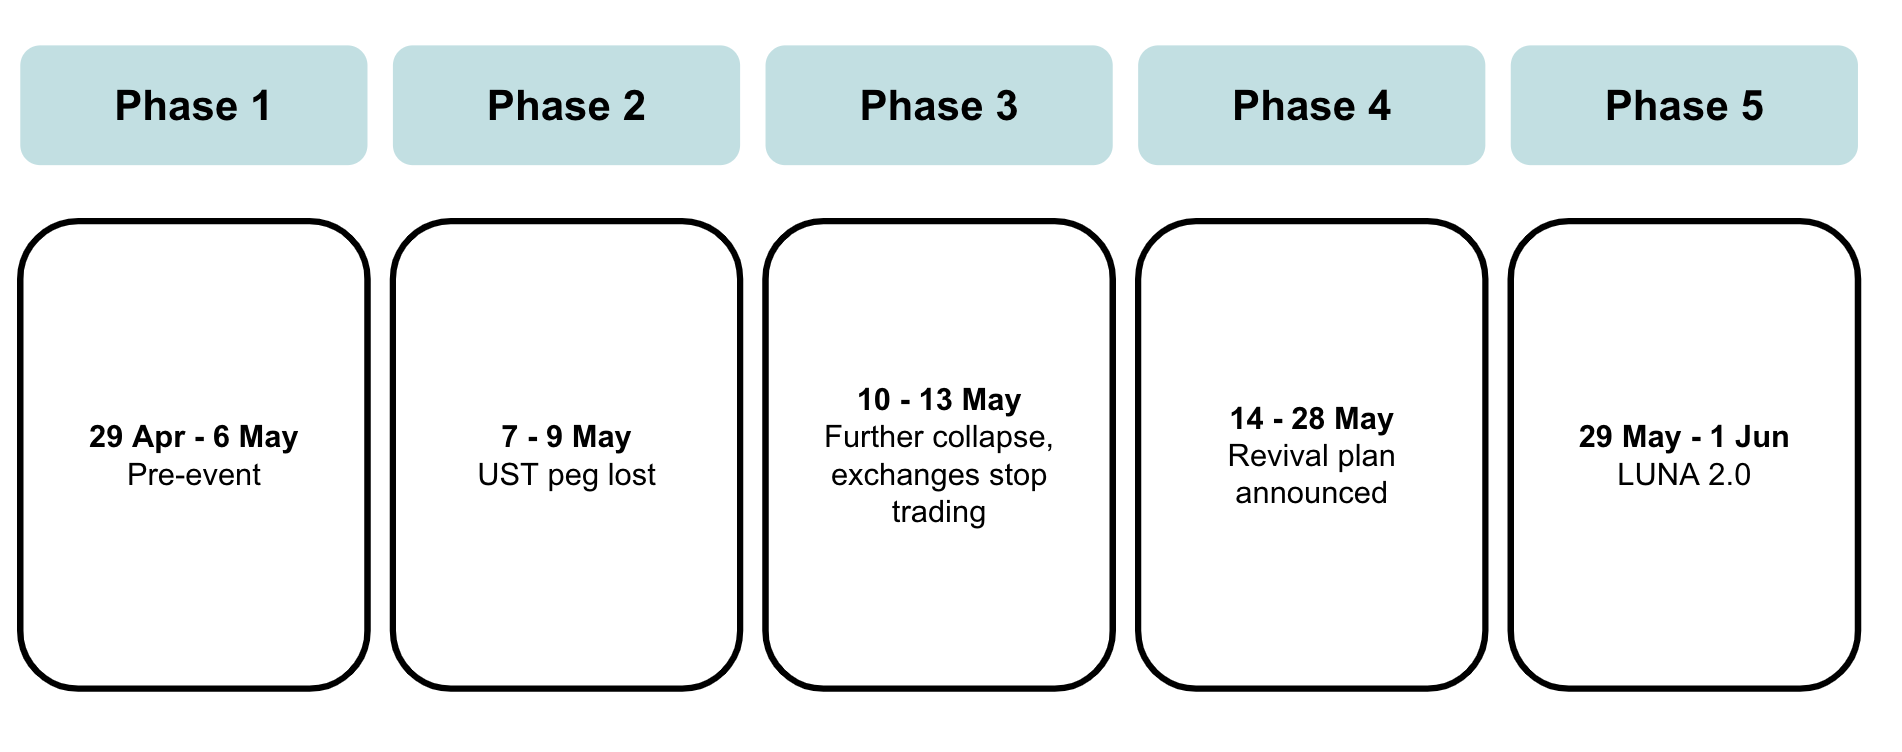 Phase 1
Phase 2
Phase 3
Phase 4
Phase 5
29 Apr - 6 May
Pre-event
7 - 9 May
UST peg lost
10 - 13 May
Further collapse,
exchanges stop
trading
14 - 28 May
Revival plan
announced
29 May - 1 Jun
LUNA 2.0